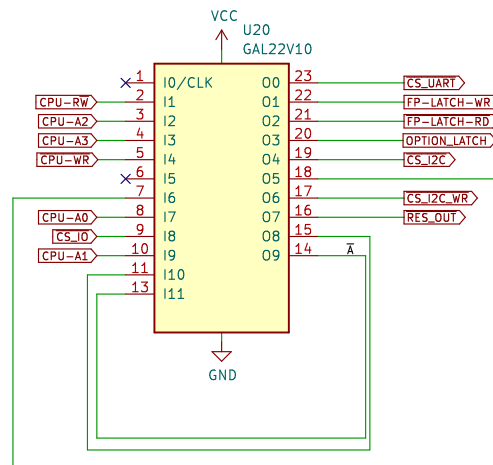 VCC
U20
GAL22V10
1 I0/CLK O0 23 CS_UART
CPU-RW 2 I1 O1 22 FP-LATCH-WR
CPU-A2 3 I2 O2 21 FP-LATCH-RD
CPU-A3 4 I3 O3 20 OPTION_LATCH
CPU-WR 5 I4 O4 19 CS_I2C
6 I5 O5 18
7 I6 O6 17 CS_I2C_WR
CPU-A0 8 I7 O7 16 RES_OUT
CS_IO 9 I8 O8 15
CPU-A1 10 I9 O9 14 A
11 I10
13 I11
GND